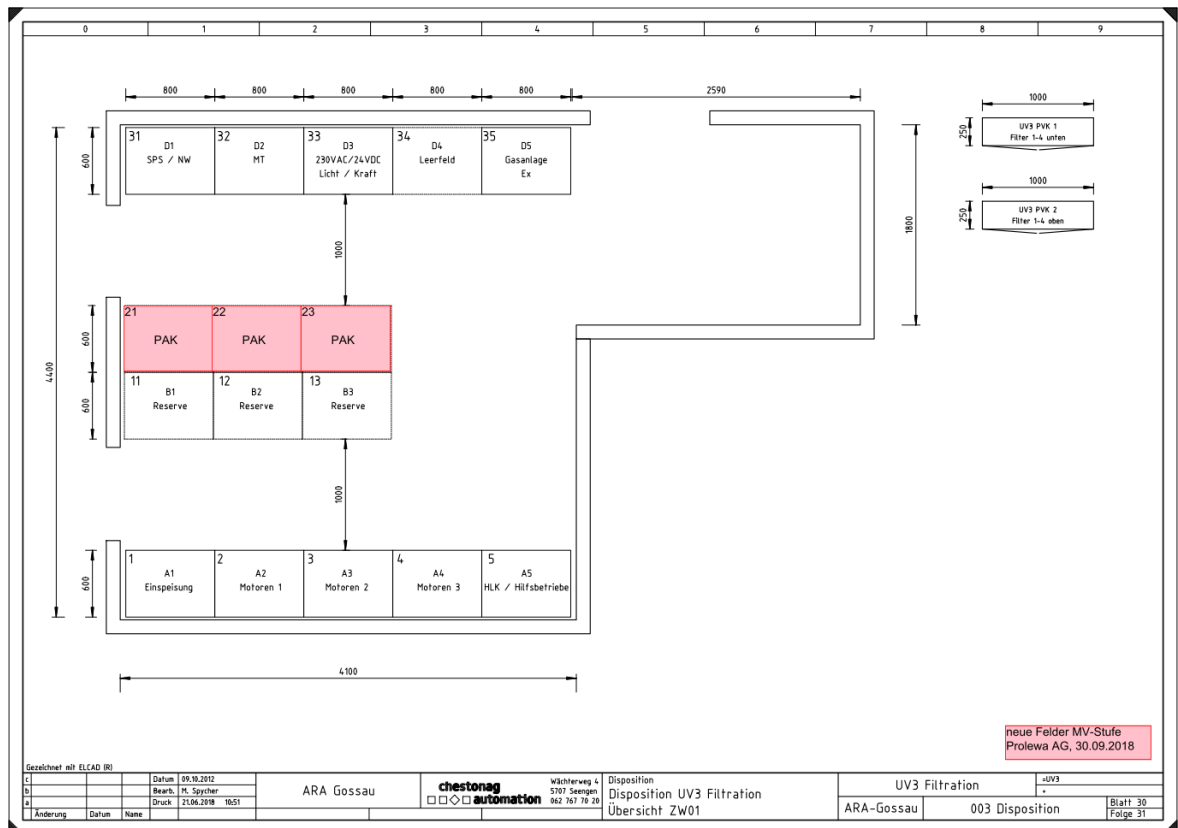 0 1 2 3 4 5 6 7 8 9
800 800 800 800 800 2590 1000
31 D1 SPS / NW
32 D2 MT
33 D3 230VAC/24VDC Licht / Kraft
34 D4 Leerfeld
35 D5 Gasanlage Ex
600
250 UV3 PVK 1
Filter 1-4 unten
1000
250 UV3 PVK 2
Filter 1-4 oben
1800
1000
21 PAK
22 PAK
23 PAK
600
4400
11 B1 Reserve
12 B2 Reserve
13 B3 Reserve
600
1000
1 A1 Einspeisung
2 A2 Motoren 1
3 A3 Motoren 2
4 A4 Motoren 3
5 A5 HLK / Hilfsbetriebe
600
4100
neue Felder MV-Stufe
Prolewa AG, 30.09.2018
Gezeichnet mit ELCAD (R)
c
b
a
Änderung Datum Name
Datum 09.10.2012
Bearb. M. Spycher
Druck 21.06.2018 10:51
ARA Gossau
chestonag
automation
Wächterweg 4
5707 Seengen
062 767 70 20
Disposition
Disposition UV3 Filtration
Übersicht ZW01
UV3 Filtration
ARA-Gossau
003 Disposition
=UV3
+
Blatt 30
Folge 31